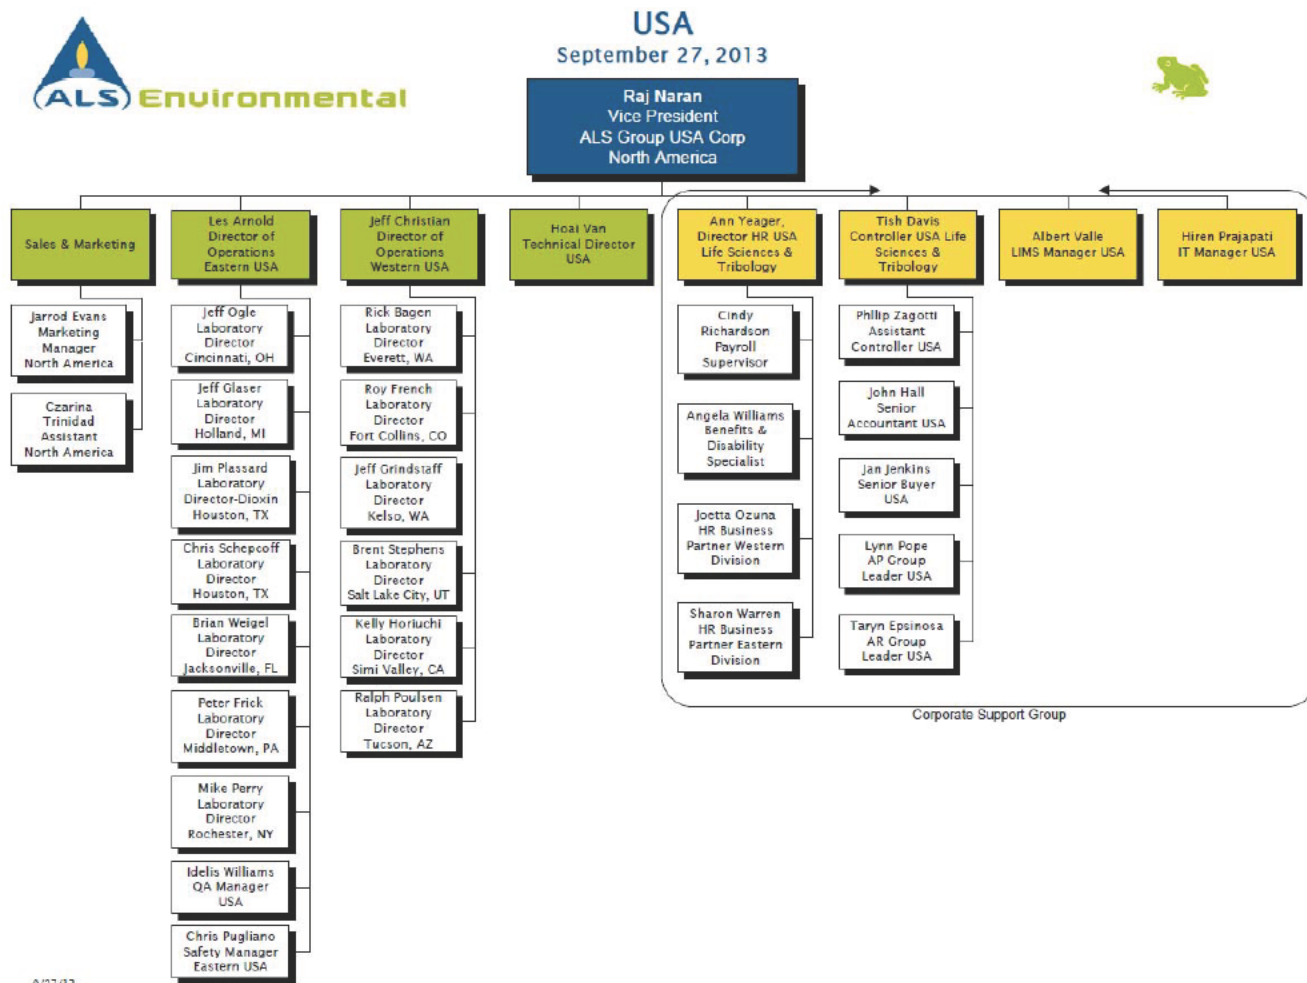 USA
September 27, 2013
(ALS) Environmental
Raj Naran
Vice President
ALS Group USA Corp
North America
Sales & Marketing
Jarrod Evans
Marketing
Manager
North America
Czarina
Trinidad
Assistant
North America
Les Arnold
Director of
Operations
Eastern USA
Jeff Ogle
Laboratory
Director
Cincinnati, OH
Jeff Glaser
Laboratory
Director
Holland, MI
Jim Plassard
Laboratory
Director-Dioxin
Houston, TX
Chris Schepcoff
Laboratory
Director
Houston, TX
Brian Weigel
Laboratory
Director
Jacksonville, FL
Peter Frick
Laboratory
Director
Middletown, PA
Mike Perry
Laboratory
Director
Rochester, NY
Idelis Williams
QA Manager
USA
Chris Pugliano
Safety Manager
Eastern USA
Jeff Christian
Director of
Operations
Western USA
Rick Bagen
Laboratory
Director
Everett, WA
Roy French
Laboratory
Director
Fort Collins, CO
Jeff Grindstaff
Laboratory
Director
Kelso, WA
Brent Stephens
Laboratory
Director
Salt Lake City, UT
Kelly Horiuchi
Laboratory
Director
Simi Valley, CA
Ralph Poulsen
Laboratory
Director
Tucson, AZ
Hoai Van
Technical Director
USA
Ann Yeager,
Director HR USA
Life Sciences &
Tribology
Cindy
Richardson
Payroll
Supervisor
Angela Williams
Benefits &
Disability
Specialist
Joetta Ozuna
HR Business
Partner Western
Division
Sharon Warren
HR Business
Partner Eastern
Division
Tish Davis
Controller USA Life
Sciences &
Tribology
Phllip Zagotti
Assistant
Controller USA
John Hall
Senior
Accountant USA
Jan Jenkins
Senior Buyer
USA
Lynn Pope
AP Group
Leader USA
Taryn Epsinosa
AR Group
Leader USA
Albert Valle
LIMS Manager USA
Hiren Prajapati
IT Manager USA
Corporate Support Group